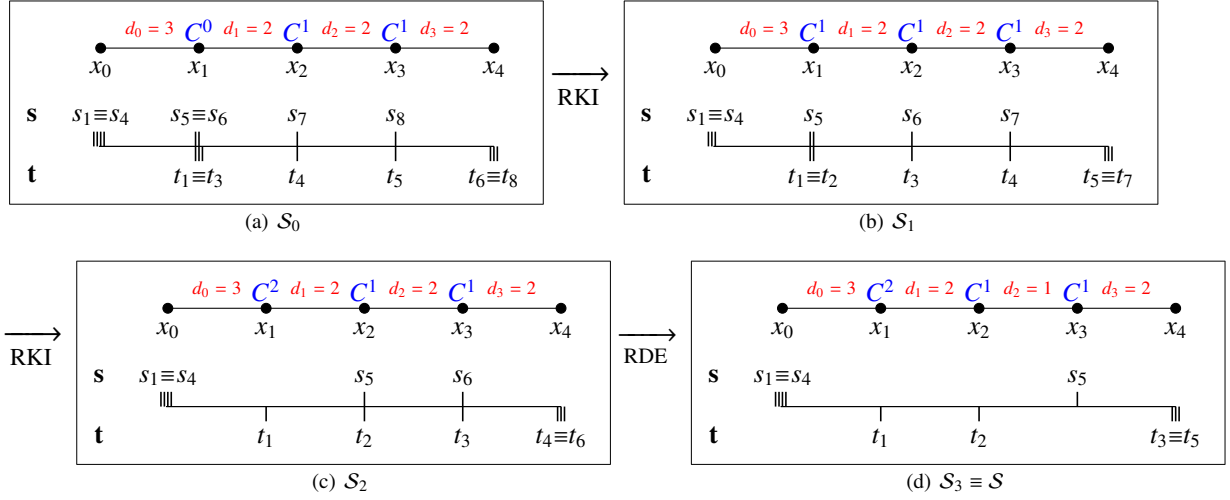 d₀ = 3 C⁰ d₁ = 2 C¹ d₂ = 2 C¹ d₃ = 2
x₀ x₁ x₂ x₃ x₄
s s₁≡s₄ s₅≡s₆ s₇ s₈
t t₁≡t₃ t₄ t₅ t₆≡t₈
(a) 𝒮₀
RKI
d₀ = 3 C¹ d₁ = 2 C¹ d₂ = 2 C¹ d₃ = 2
x₀ x₁ x₂ x₃ x₄
s s₁≡s₄ s₅ s₆ s₇
t t₁≡t₂ t₃ t₄ t₅≡t₇
(b) 𝒮₁
RKI
d₀ = 3 C² d₁ = 2 C¹ d₂ = 2 C¹ d₃ = 2
x₀ x₁ x₂ x₃ x₄
s s₁≡s₄ s₅ s₆
t t₁ t₂ t₃ t₄≡t₆
(c) 𝒮₂
RDE
d₀ = 3 C² d₁ = 2 C¹ d₂ = 1 C¹ d₃ = 2
x₀ x₁ x₂ x₃ x₄
s s₁≡s₄ s₅
t t₁ t₂ t₃≡t₅
(d) 𝒮₃ ≡ 𝒮